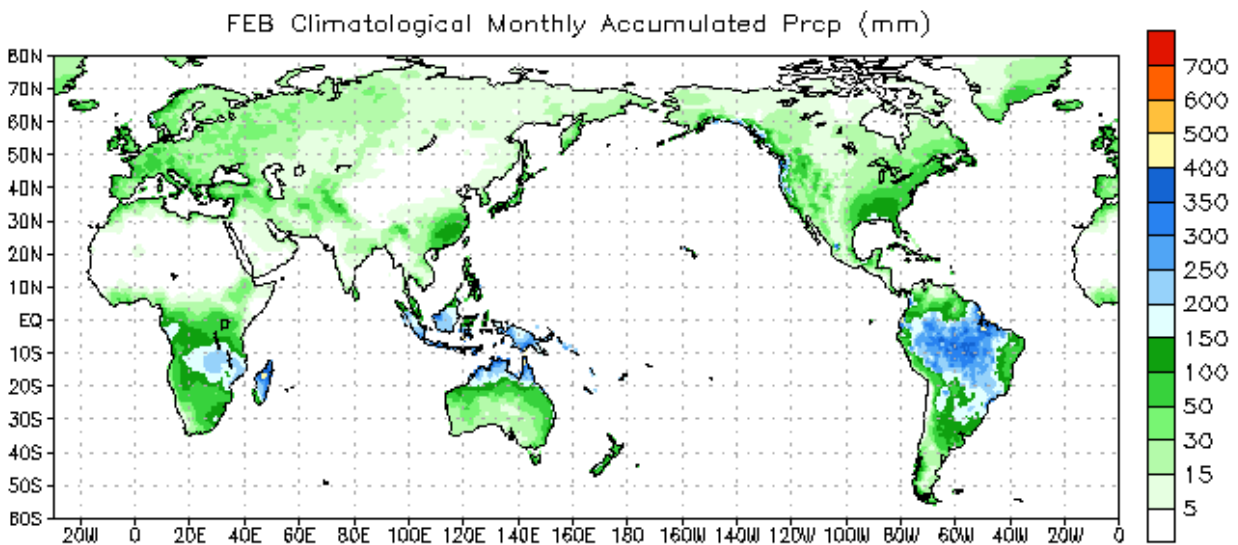 FEB Climatological Monthly Accumulated Prcp (mm)
80N
70N
60N
50N
40N
30N
20N
10N
EQ
10S
20S
30S
40S
50S
60S
20W 0 20E 40E 60E 80E 100E 120E 140E 160E 180 160W 140W 120W 100W 80W 60W 40W 20W 0
700
600
500
400
350
300
250
200
150
100
50
30
15
5